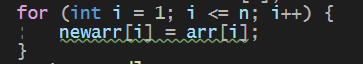 for (int i = 1; i <= n; i++) {
    newarr[i] = arr[i];
}